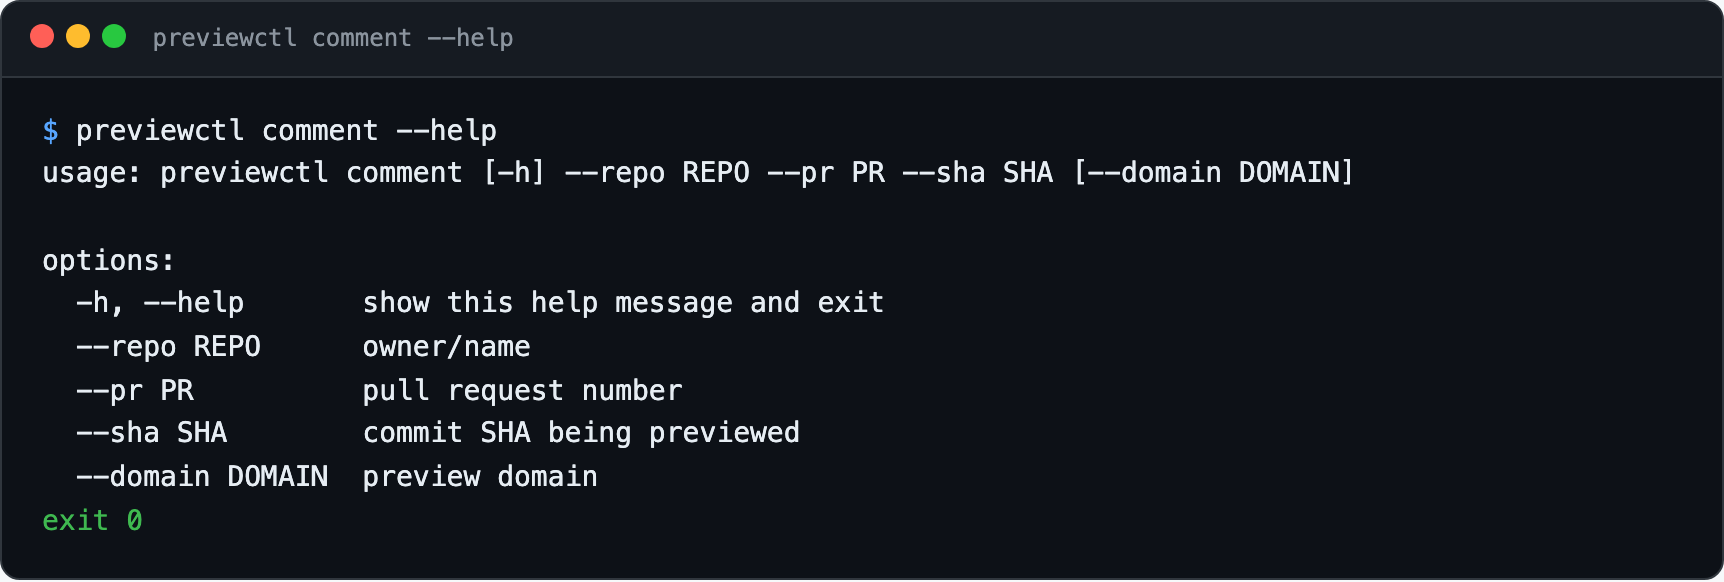 previewctl comment --help
$ previewctl comment --help
usage: previewctl comment [-h] --repo REPO --pr PR --sha SHA [--domain DOMAIN]
options:
-h, --help show this help message and exit
--repo REPO owner/name
--pr PR pull request number
--sha SHA commit SHA being previewed
--domain DOMAIN preview domain
exit 0